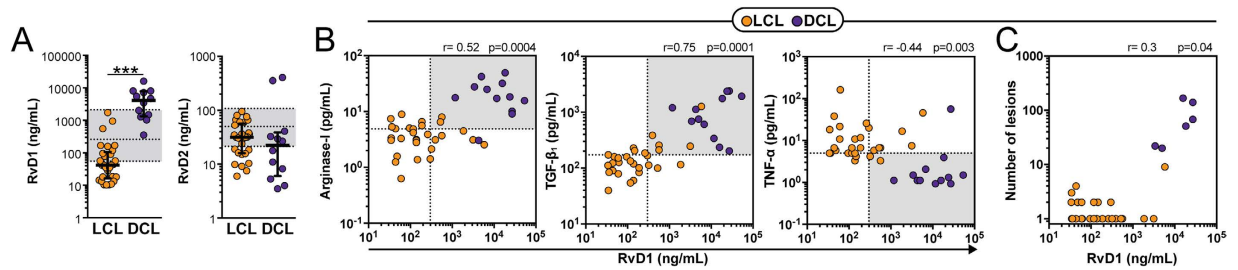 LCL DCL
A
RvD1 (ng/mL)
100000
10000
1000
100
10
1
***
LCL DCL
RvD2 (ng/mL)
1000
100
10
1
LCL DCL
B
r= 0.52 p=0.0004
Arginase-I (pg/mL)
10²
10¹
10⁰
10⁻¹
10¹ 10² 10³ 10⁴ 10⁵
r=0.75 p=0.0001
TGF-β₁ (pg/mL)
10⁴
10³
10²
10¹
10¹ 10² 10³ 10⁴ 10⁵
r= -0.44 p=0.003
TNF-α (pg/mL)
10³
10²
10¹
10⁰
10⁻¹
10¹ 10² 10³ 10⁴ 10⁵
RvD1 (ng/mL)
C
r= 0.3 p=0.04
Number of lesions
1000
100
10
1
10¹ 10² 10³ 10⁴ 10⁵
RvD1 (ng/mL)